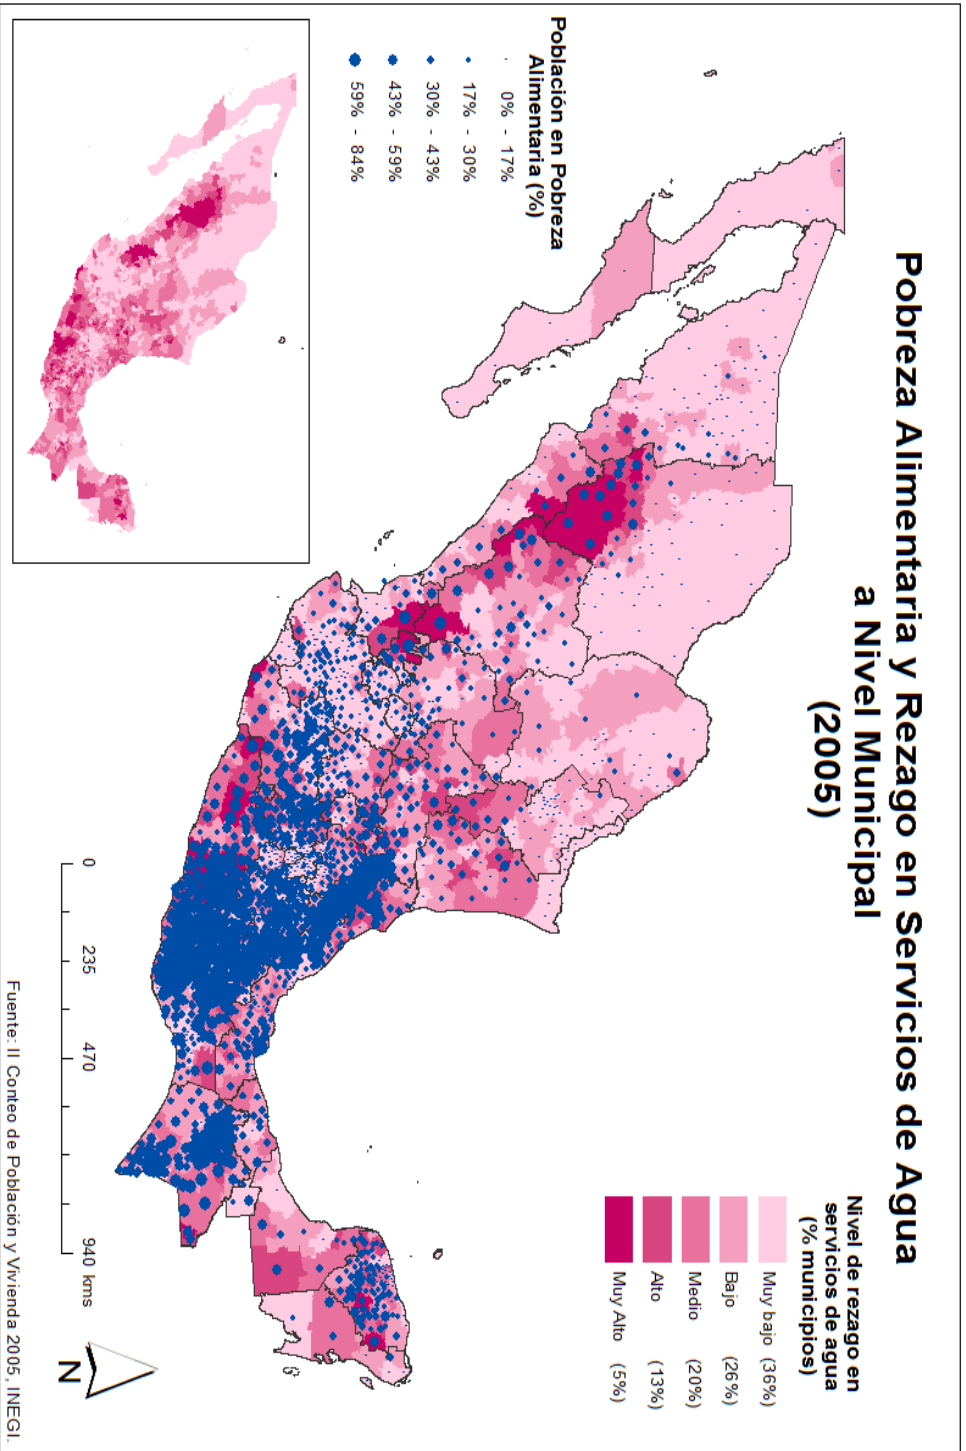 Pobreza Alimentaria y Rezago en Servicios de Agua
a Nivel Municipal
(2005)
Población en Pobreza
Alimentaria (%)
0% - 17%
17% - 30%
30% - 43%
43% - 59%
59% - 84%
Nivel de rezago en
servicios de agua
(% municipios)
Muy bajo (36%)
Bajo (26%)
Medio (20%)
Alto (13%)
Muy Alto (5%)
0 235 470 940 kms
N
Fuente: II Conteo de Población y Vivienda 2005, INEGI.